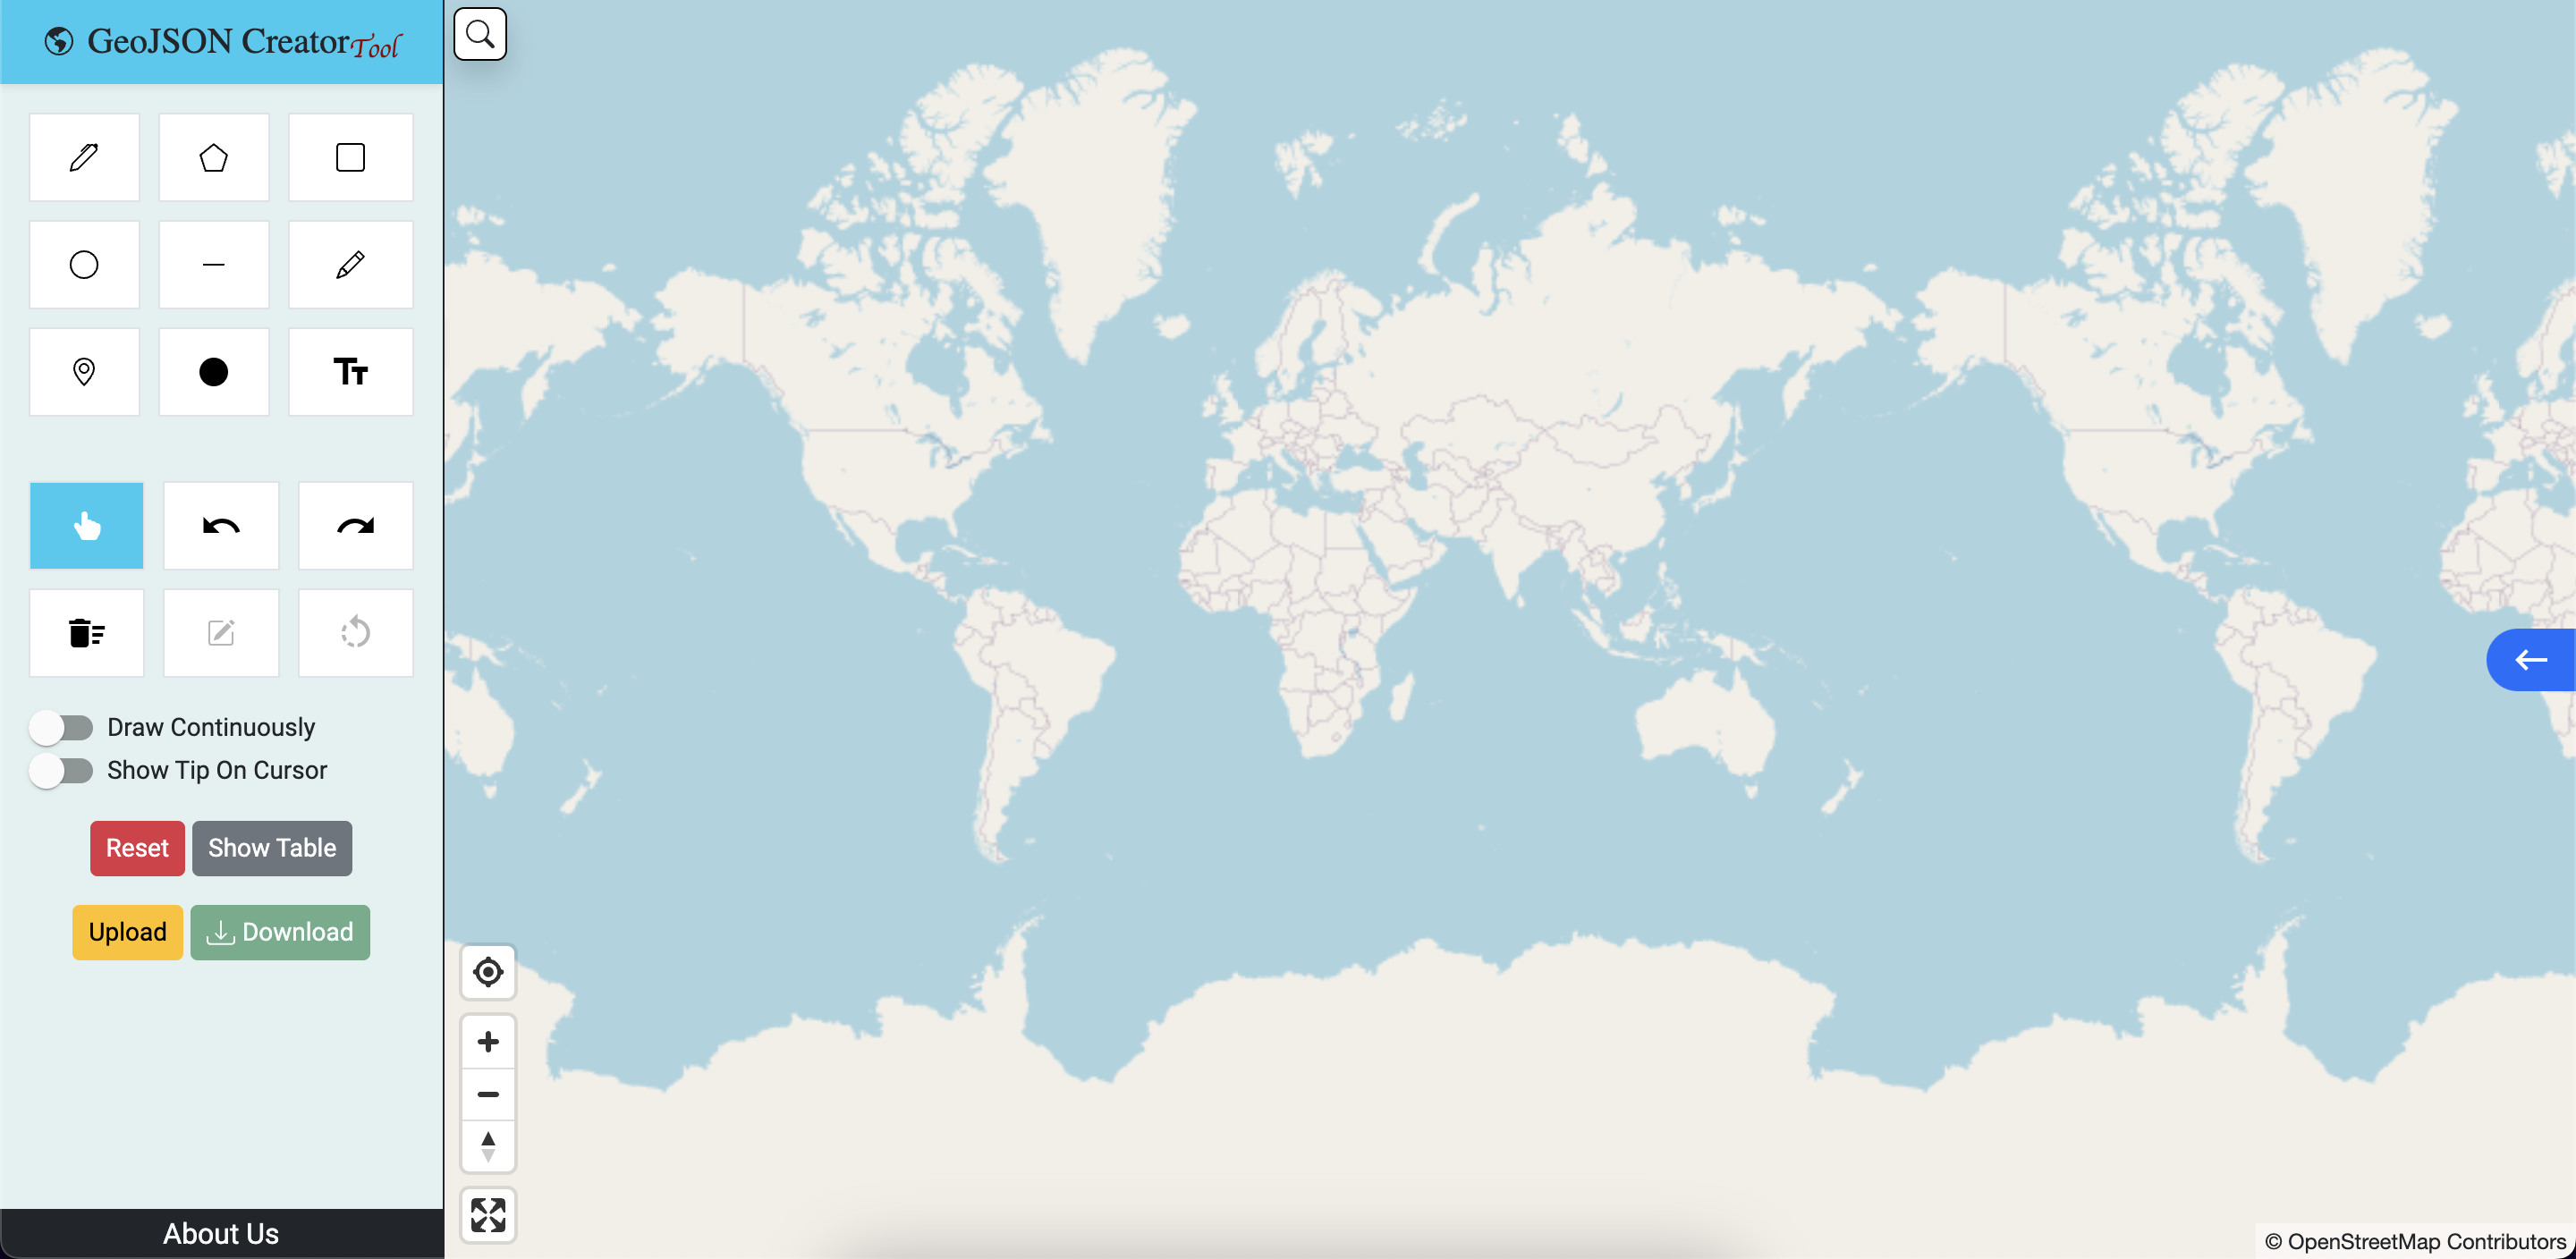 GeoJSON Creator Tool
Draw Continuously
Show Tip On Cursor
Reset
Show Table
Upload
Download
About Us
© OpenStreetMap Contributors